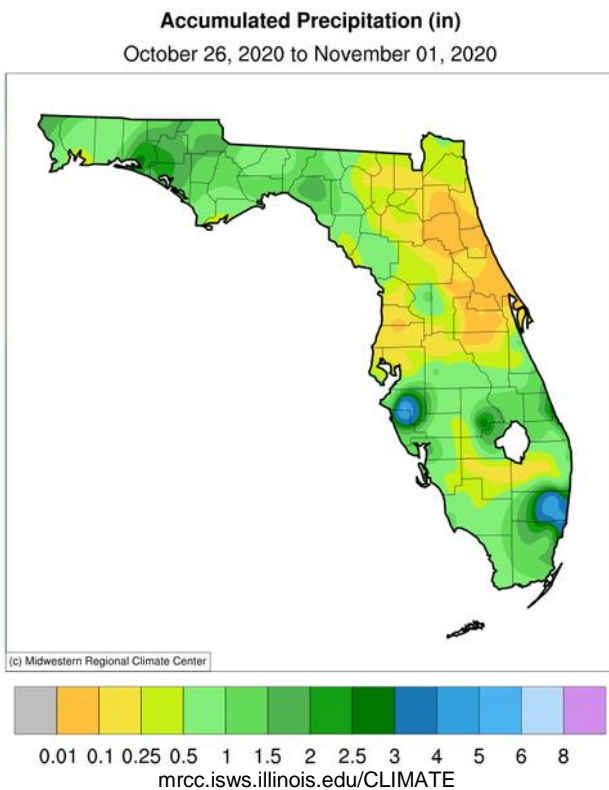 Accumulated Precipitation (in)
October 26, 2020 to November 01, 2020
(c) Midwestern Regional Climate Center
0.01 0.1 0.25 0.5 1 1.5 2 2.5 3 4 5 6 8
mrcc.isws.illinois.edu/CLIMATE